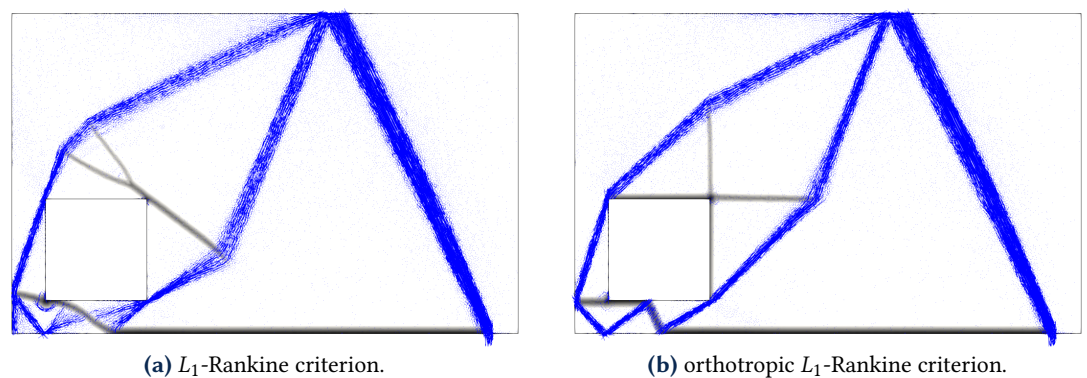 (a) L₁-Rankine criterion.
(b) orthotropic L₁-Rankine criterion.